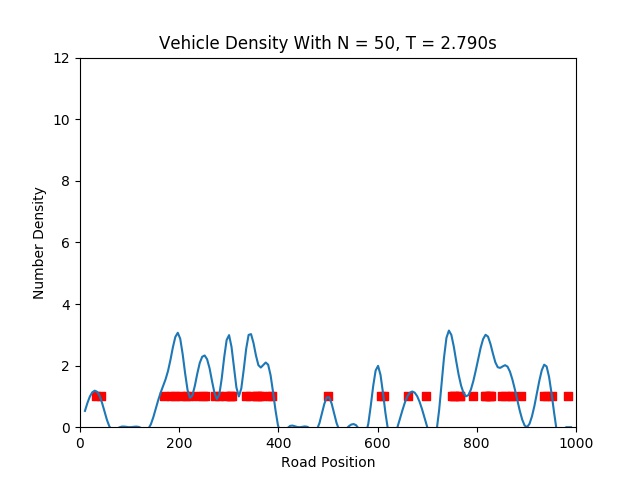 Vehicle Density With N = 50, T = 2.790s
12
10
8
6
4
2
0
Number Density
0 200 400 600 800 1000
Road Position